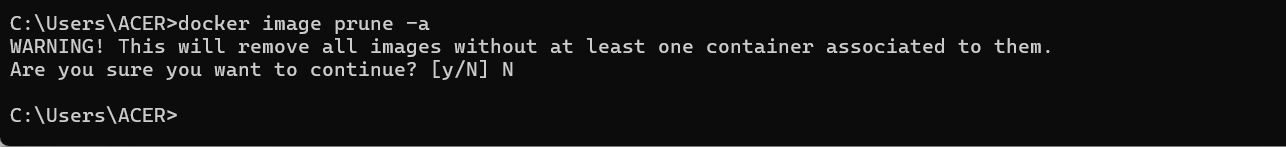 C:\Users\ACER>docker image prune -a
WARNING! This will remove all images without at least one container associated to them.
Are you sure you want to continue? [y/N] N
C:\Users\ACER>